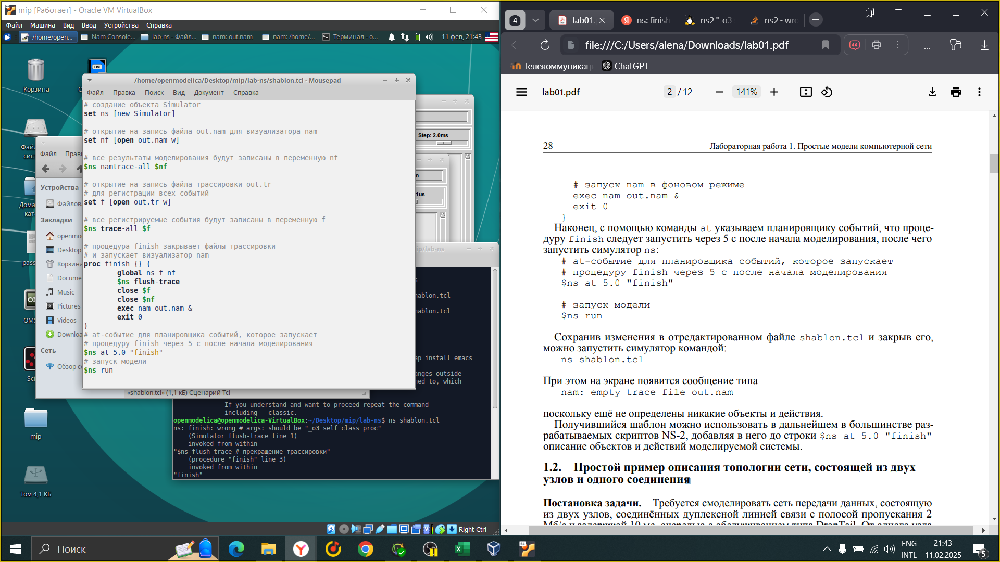 mip [Работает] - Oracle VM VirtualBox
Файл Машина Вид Ввод Устройства Справка
/home/open... Nam Console... lab-ns - Файл... nam: out.nam nam: /home/... Терминал - о... 11 фев, 21:43
Корзина
/home/openmodelica/Desktop/mip/lab-ns/shablon.tcl - Mousepad
Файл Правка Поиск Вид Документ Справка
# создание объекта Simulator
set ns [new Simulator]
# открытие на запись файла out.nam для визуализатора nam
set nf [open out.nam w]
# все результаты моделирования будут записаны в переменную nf
$ns namtrace-all $nf
# открытие на запись файла трассировки out.tr
# для регистрации всех событий
set f [open out.tr w]
# все регистрируемые события будут записаны в переменную f
$ns trace-all $f
# процедура finish закрывает файлы трассировки
# и запускает визуализатор nam
proc finish {} {
global ns f nf
$ns flush-trace
close $f
close $nf
exec nam out.nam &
exit 0
}
# at-событие для планировщика событий, которое запускает
# процедуру finish через 5 с после начала моделирования
$ns at 5.0 "finish"
# запуск модели
$ns run
Step: 2.0ms
1us
Файл
Устройства
Файлов
Закладки
openmo
Desktop
Корзина
Docume
Music
Pictures
Videos
Downloa
Сеть
Обзор с
«shablon.tcl» (1,1 кБ) Сценарий Tcl
ip/lab-ns
ablon.tcl
ablon.tcl
ap install emacs
anges outside
ned to, which
If you understand and want to proceed repeat the command
including --classic.
openmodelica@openmodelica-VirtualBox:~/Desktop/mip/lab-ns$ ns shablon.tcl
ns: finish: wrong # args: should be "_o3 self class proc"
(Simulator flush-trace line 1)
invoked from within
"$ns flush-trace # прекращение трассировки"
(procedure "finish" line 3)
invoked from within
"finish"
Файл
сис
Дома
ката
pass
OMS
Sci
mip
Том 4,1 КБ
Right Ctrl
4 lab01. ns: finish ns2 "_o3 ns2 - wro
file:///C:/Users/alena/Downloads/lab01.pdf
Телекоммуникац ChatGPT
lab01.pdf 2 / 12 141%
28 Лабораторная работа 1. Простые модели компьютерной сети
# запуск nam в фоновом режиме
exec nam out.nam &
exit 0
}
Наконец, с помощью команды at указываем планировщику событий, что проце-
дуру finish следует запустить через 5 с после начала моделирования, после чего
запустить симулятор ns:
# at-событие для планировщика событий, которое запускает
# процедуру finish через 5 с после начала моделирования
$ns at 5.0 "finish"
# запуск модели
$ns run
Сохранив изменения в отредактированном файле shablon.tcl и закрыв его,
можно запустить симулятор командой:
ns shablon.tcl
При этом на экране появится сообщение типа
nam: empty trace file out.nam
поскольку ещё не определены никакие объекты и действия.
Получившийся шаблон можно использовать в дальнейшем в большинстве раз-
рабатываемых скриптов NS-2, добавляя в него до строки $ns at 5.0 "finish"
описание объектов и действий моделируемой системы.
1.2. Простой пример описания топологии сети, состоящей из двух
узлов и одного соединения
Постановка задачи. Требуется смоделировать сеть передачи данных, состоящую
из двух узлов, соединённых дуплексной линией связи с полосой пропускания 2
Мб/с и задержкой 10 мс, очередью с обслуживанием типа DropTail. От одного узла
Поиск
ENG
INTL
21:43
11.02.2025
5